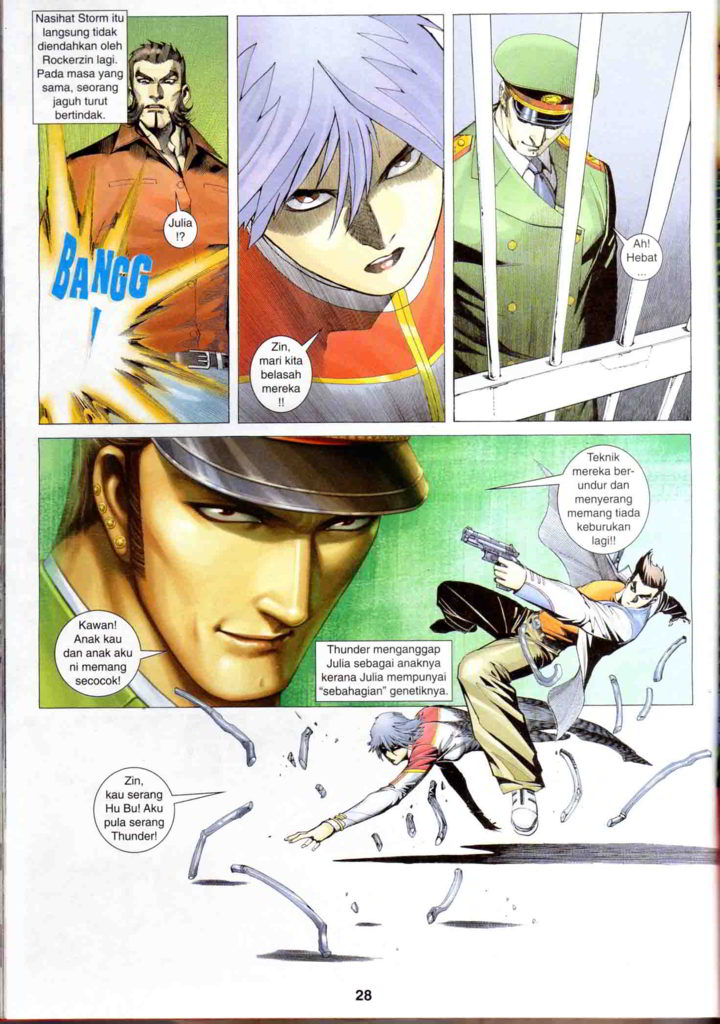 Nasihat Storm itu
langsung tidak
diendahkan oleh
Rockerzin lagi.
Pada masa yang
sama, seorang
jaguh turut
bertindak.
Julia
!?
BANGG
!
Zin,
mari kita
belasah
mereka
!!
Ah!
Hebat
...
Teknik
mereka ber-
undur dan
menyerang
memang tiada
keburukan
lagi!!
Kawan!
Anak kau
dan anak aku
ni memang
secocok!
Thunder menganggap
Julia sebagai anaknya
kerana Julia mempunyai
"sebahagian" genetiknya.
Zin,
kau serang
Hu Bu! Aku
pula serang
Thunder!
28